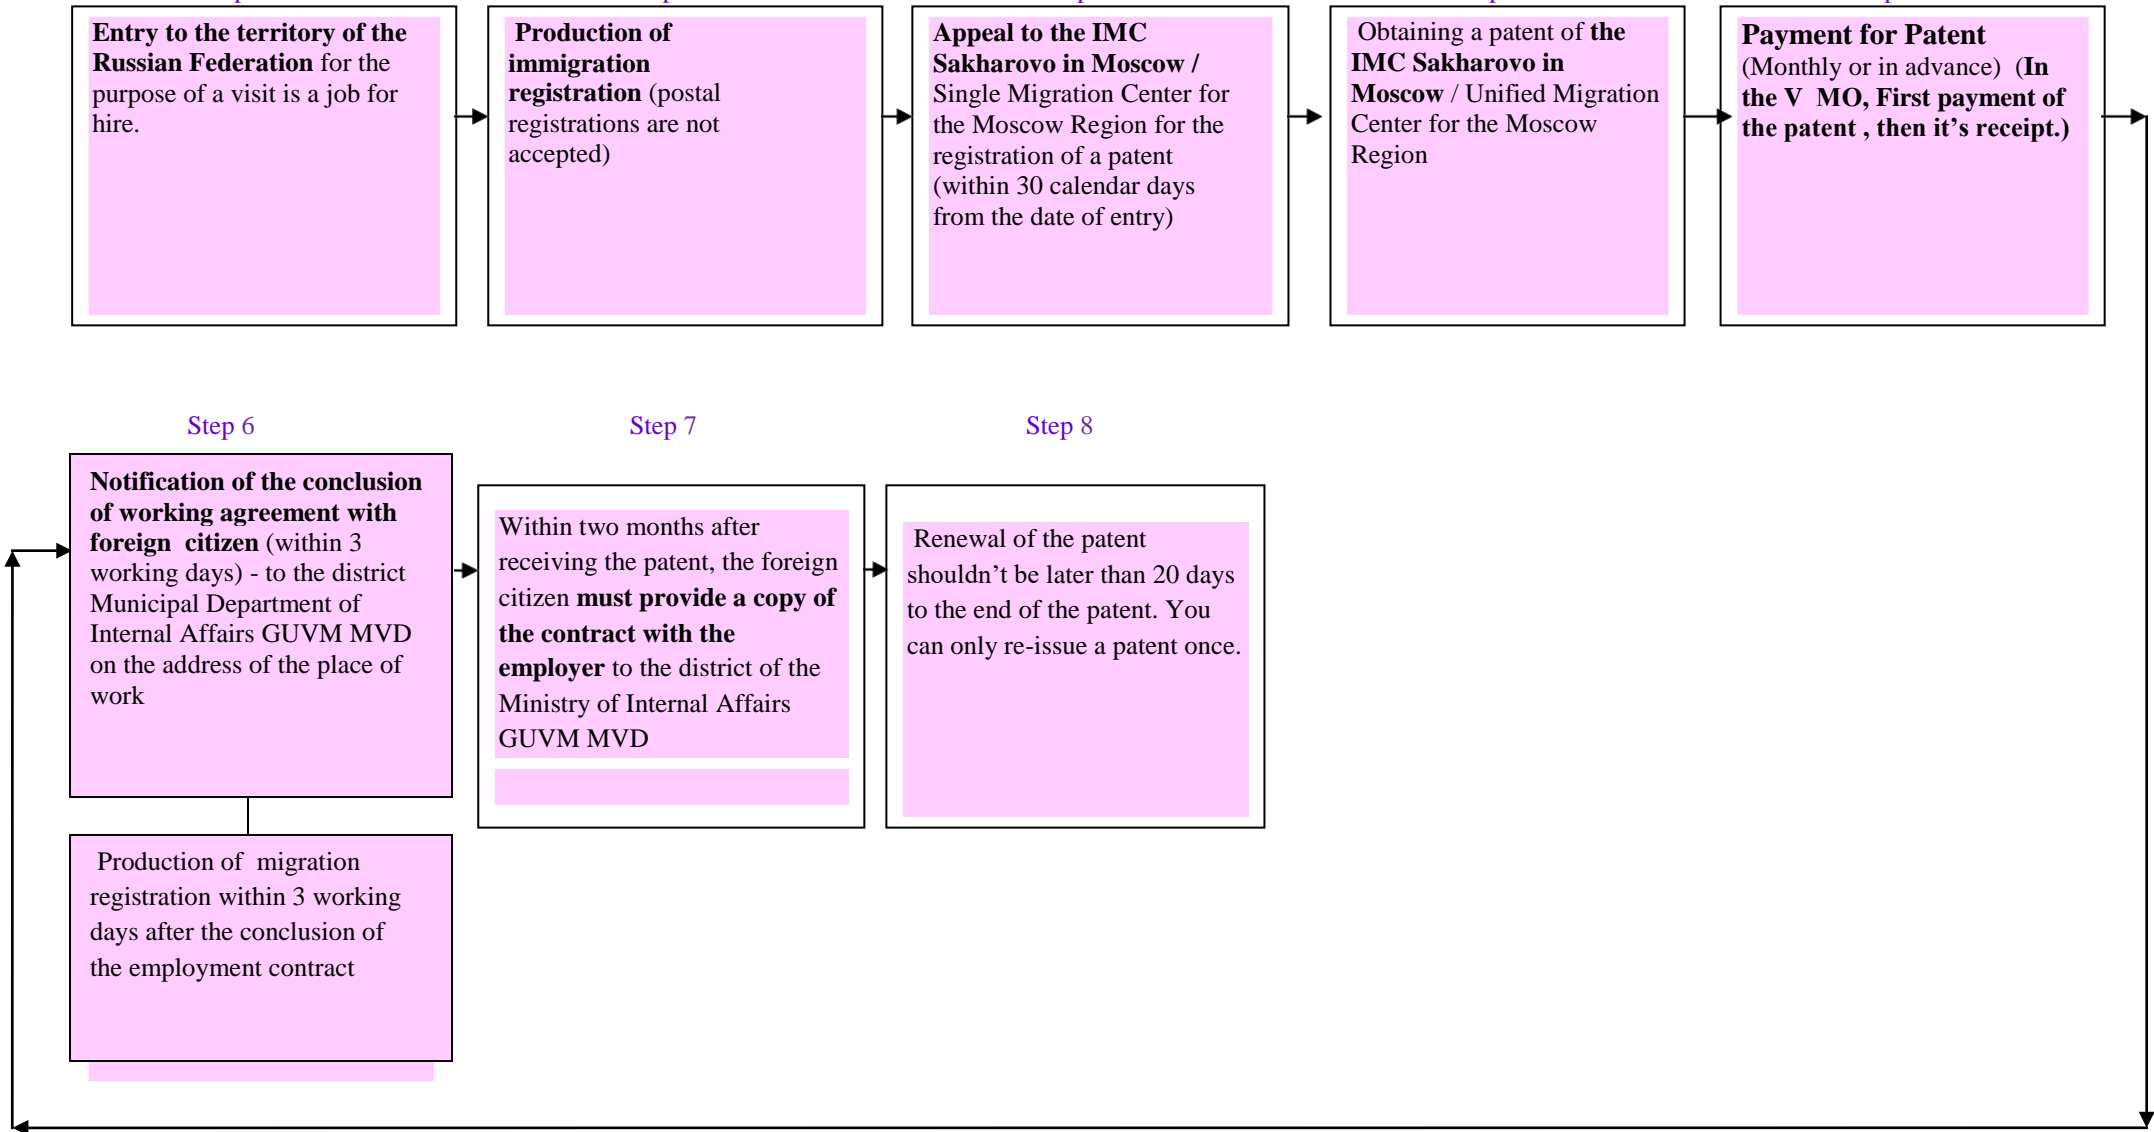 Entry to the territory of the
Russian Federation for the
purpose of a visit is a job for
hire.
Production of
immigration
registration (postal
registrations are not
accepted)
Appeal to the IMC
Sakharovo in Moscow /
Single Migration Center for
the Moscow Region for the
registration of a patent
(within 30 calendar days
from the date of entry)
Obtaining a patent of the
IMC Sakharovo in
Moscow / Unified Migration
Center for the Moscow
Region
Payment for Patent
(Monthly or in advance) (In
the V MO, First payment of
the patent , then it’s receipt.)
Step 6
Notification of the conclusion
of working agreement with
foreign citizen (within 3
working days) - to the district
Municipal Department of
Internal Affairs GUVM MVD
on the address of the place of
work
Production of migration
registration within 3 working
days after the conclusion of
the employment contract
Step 7
Within two months after
receiving the patent, the foreign
citizen must provide a copy of
the contract with the
employer to the district of the
Ministry of Internal Affairs
GUVM MVD
Step 8
Renewal of the patent
shouldn’t be later than 20 days
to the end of the patent. You
can only re-issue a patent once.